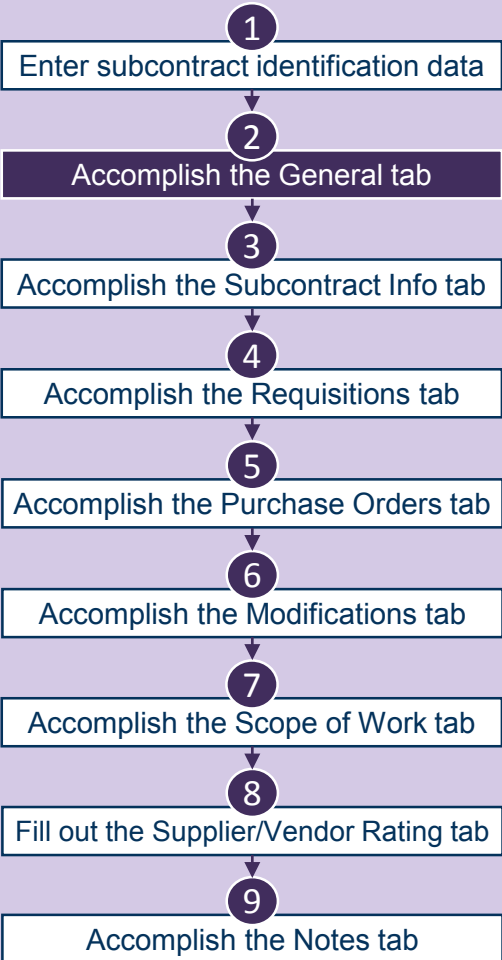 1
Enter subcontract identification data
2
Accomplish the General tab
3
Accomplish the Subcontract Info tab
4
Accomplish the Requisitions tab
5
Accomplish the Purchase Orders tab
6
Accomplish the Modifications tab
7
Accomplish the Scope of Work tab
8
Fill out the Supplier/Vendor Rating tab
9
Accomplish the Notes tab